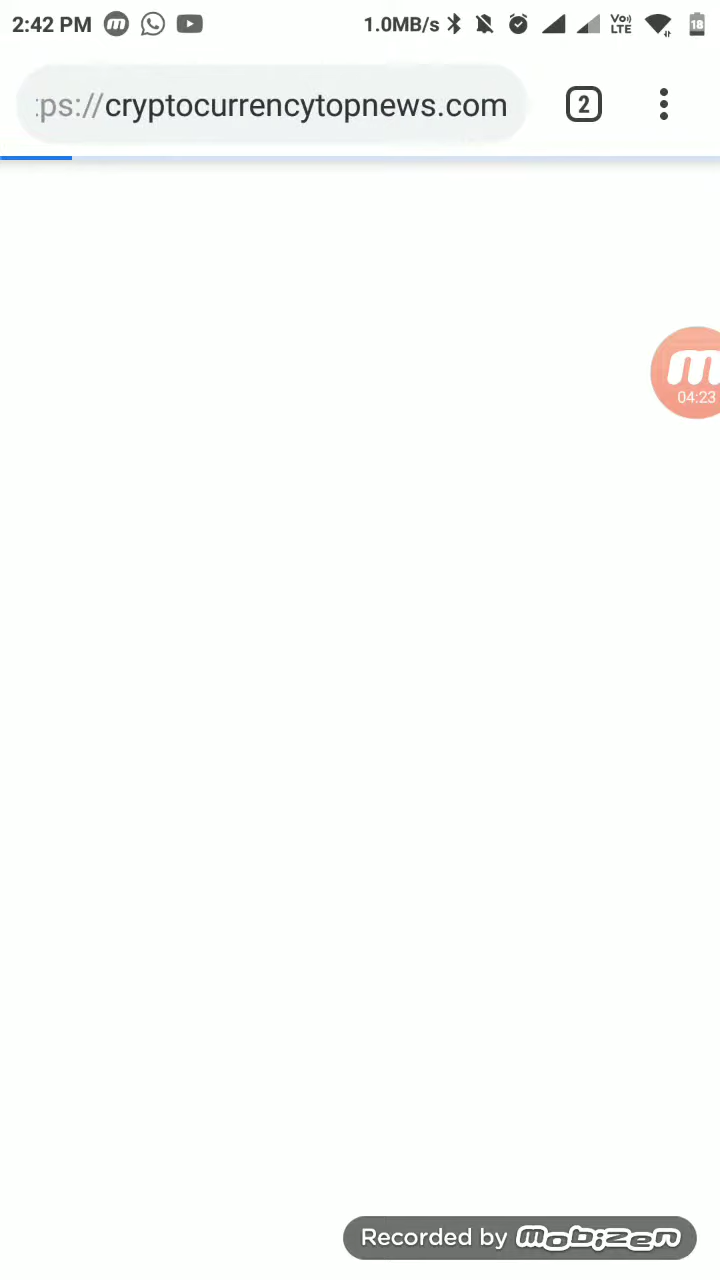 2:42 PM 1.0MB/s Vo) LTE 18
:ps://cryptocurrencytopnews.com 2
m
04:23
Recorded by mobizen